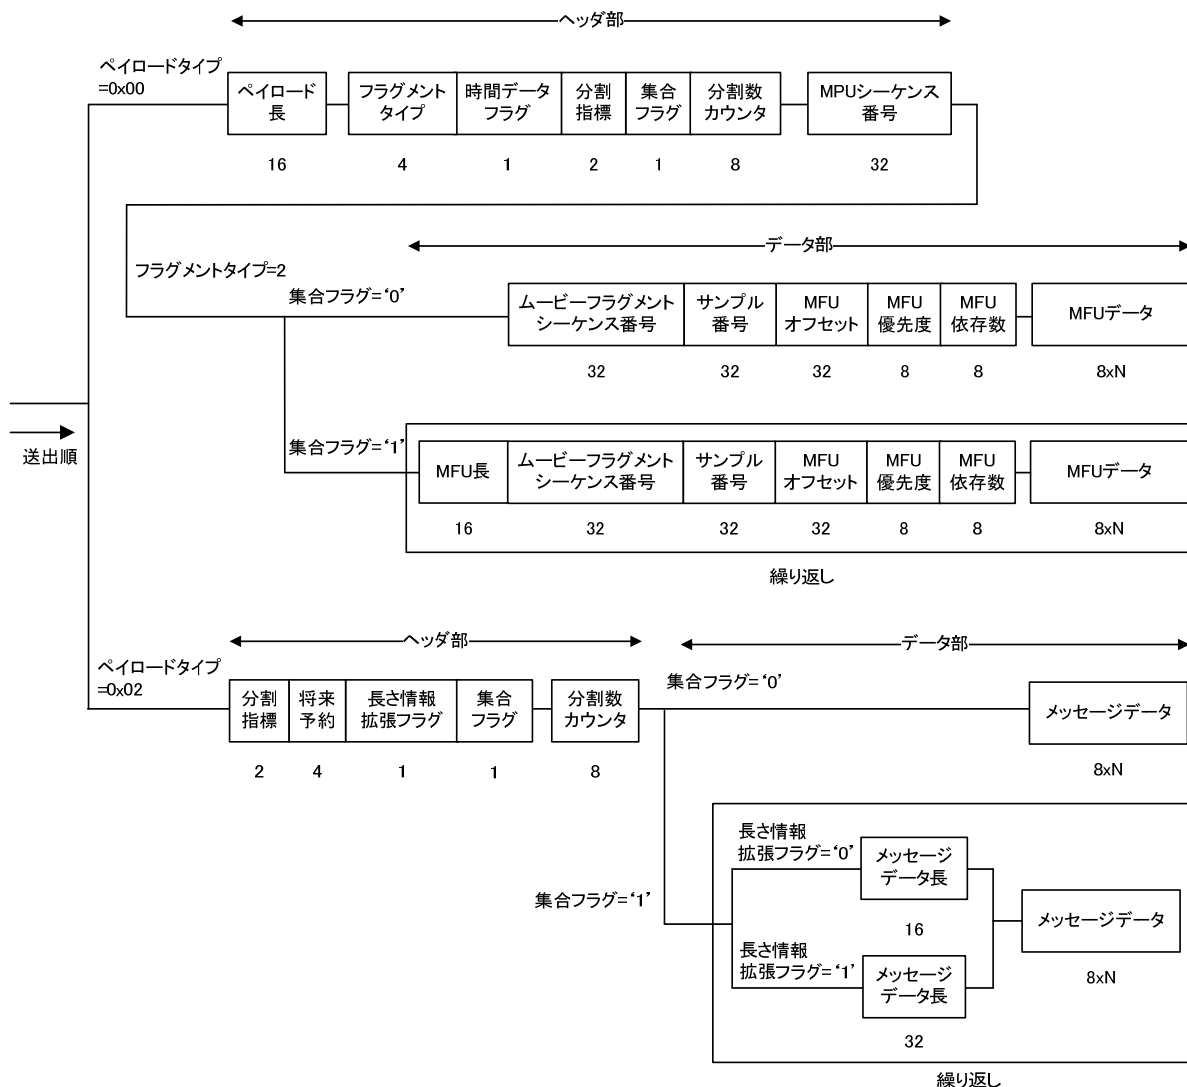 ヘッダ部
ペイロードタイプ
=0x00
ペイロード
長
フラグメント
タイプ
時間データ
フラグ
分割
指標
集合
フラグ
分割数
カウンタ
MPUシーケンス
番号
16
4
1
2
1
8
32
データ部
フラグメントタイプ=2
集合フラグ=‘0’
ムービーフラグメント
シーケンス番号
サンプル
番号
MFU
オフセット
MFU
優先度
MFU
依存数
MFUデータ
32
32
32
8
8
8xN
送出順
集合フラグ=‘1’
MFU長
ムービーフラグメント
シーケンス番号
サンプル
番号
MFU
オフセット
MFU
優先度
MFU
依存数
MFUデータ
16
32
32
32
8
8
8xN
繰り返し
ヘッダ部
データ部
ペイロードタイプ
=0x02
集合フラグ=‘0’
分割
指標
将来
予約
長さ情報
拡張フラグ
集合
フラグ
分割数
カウンタ
メッセージデータ
2
4
1
1
8
8xN
長さ情報
拡張フラグ=‘0’
メッセージ
データ長
16
集合フラグ=‘1’
メッセージデータ
8xN
長さ情報
拡張フラグ=‘1’
メッセージ
データ長
32
繰り返し